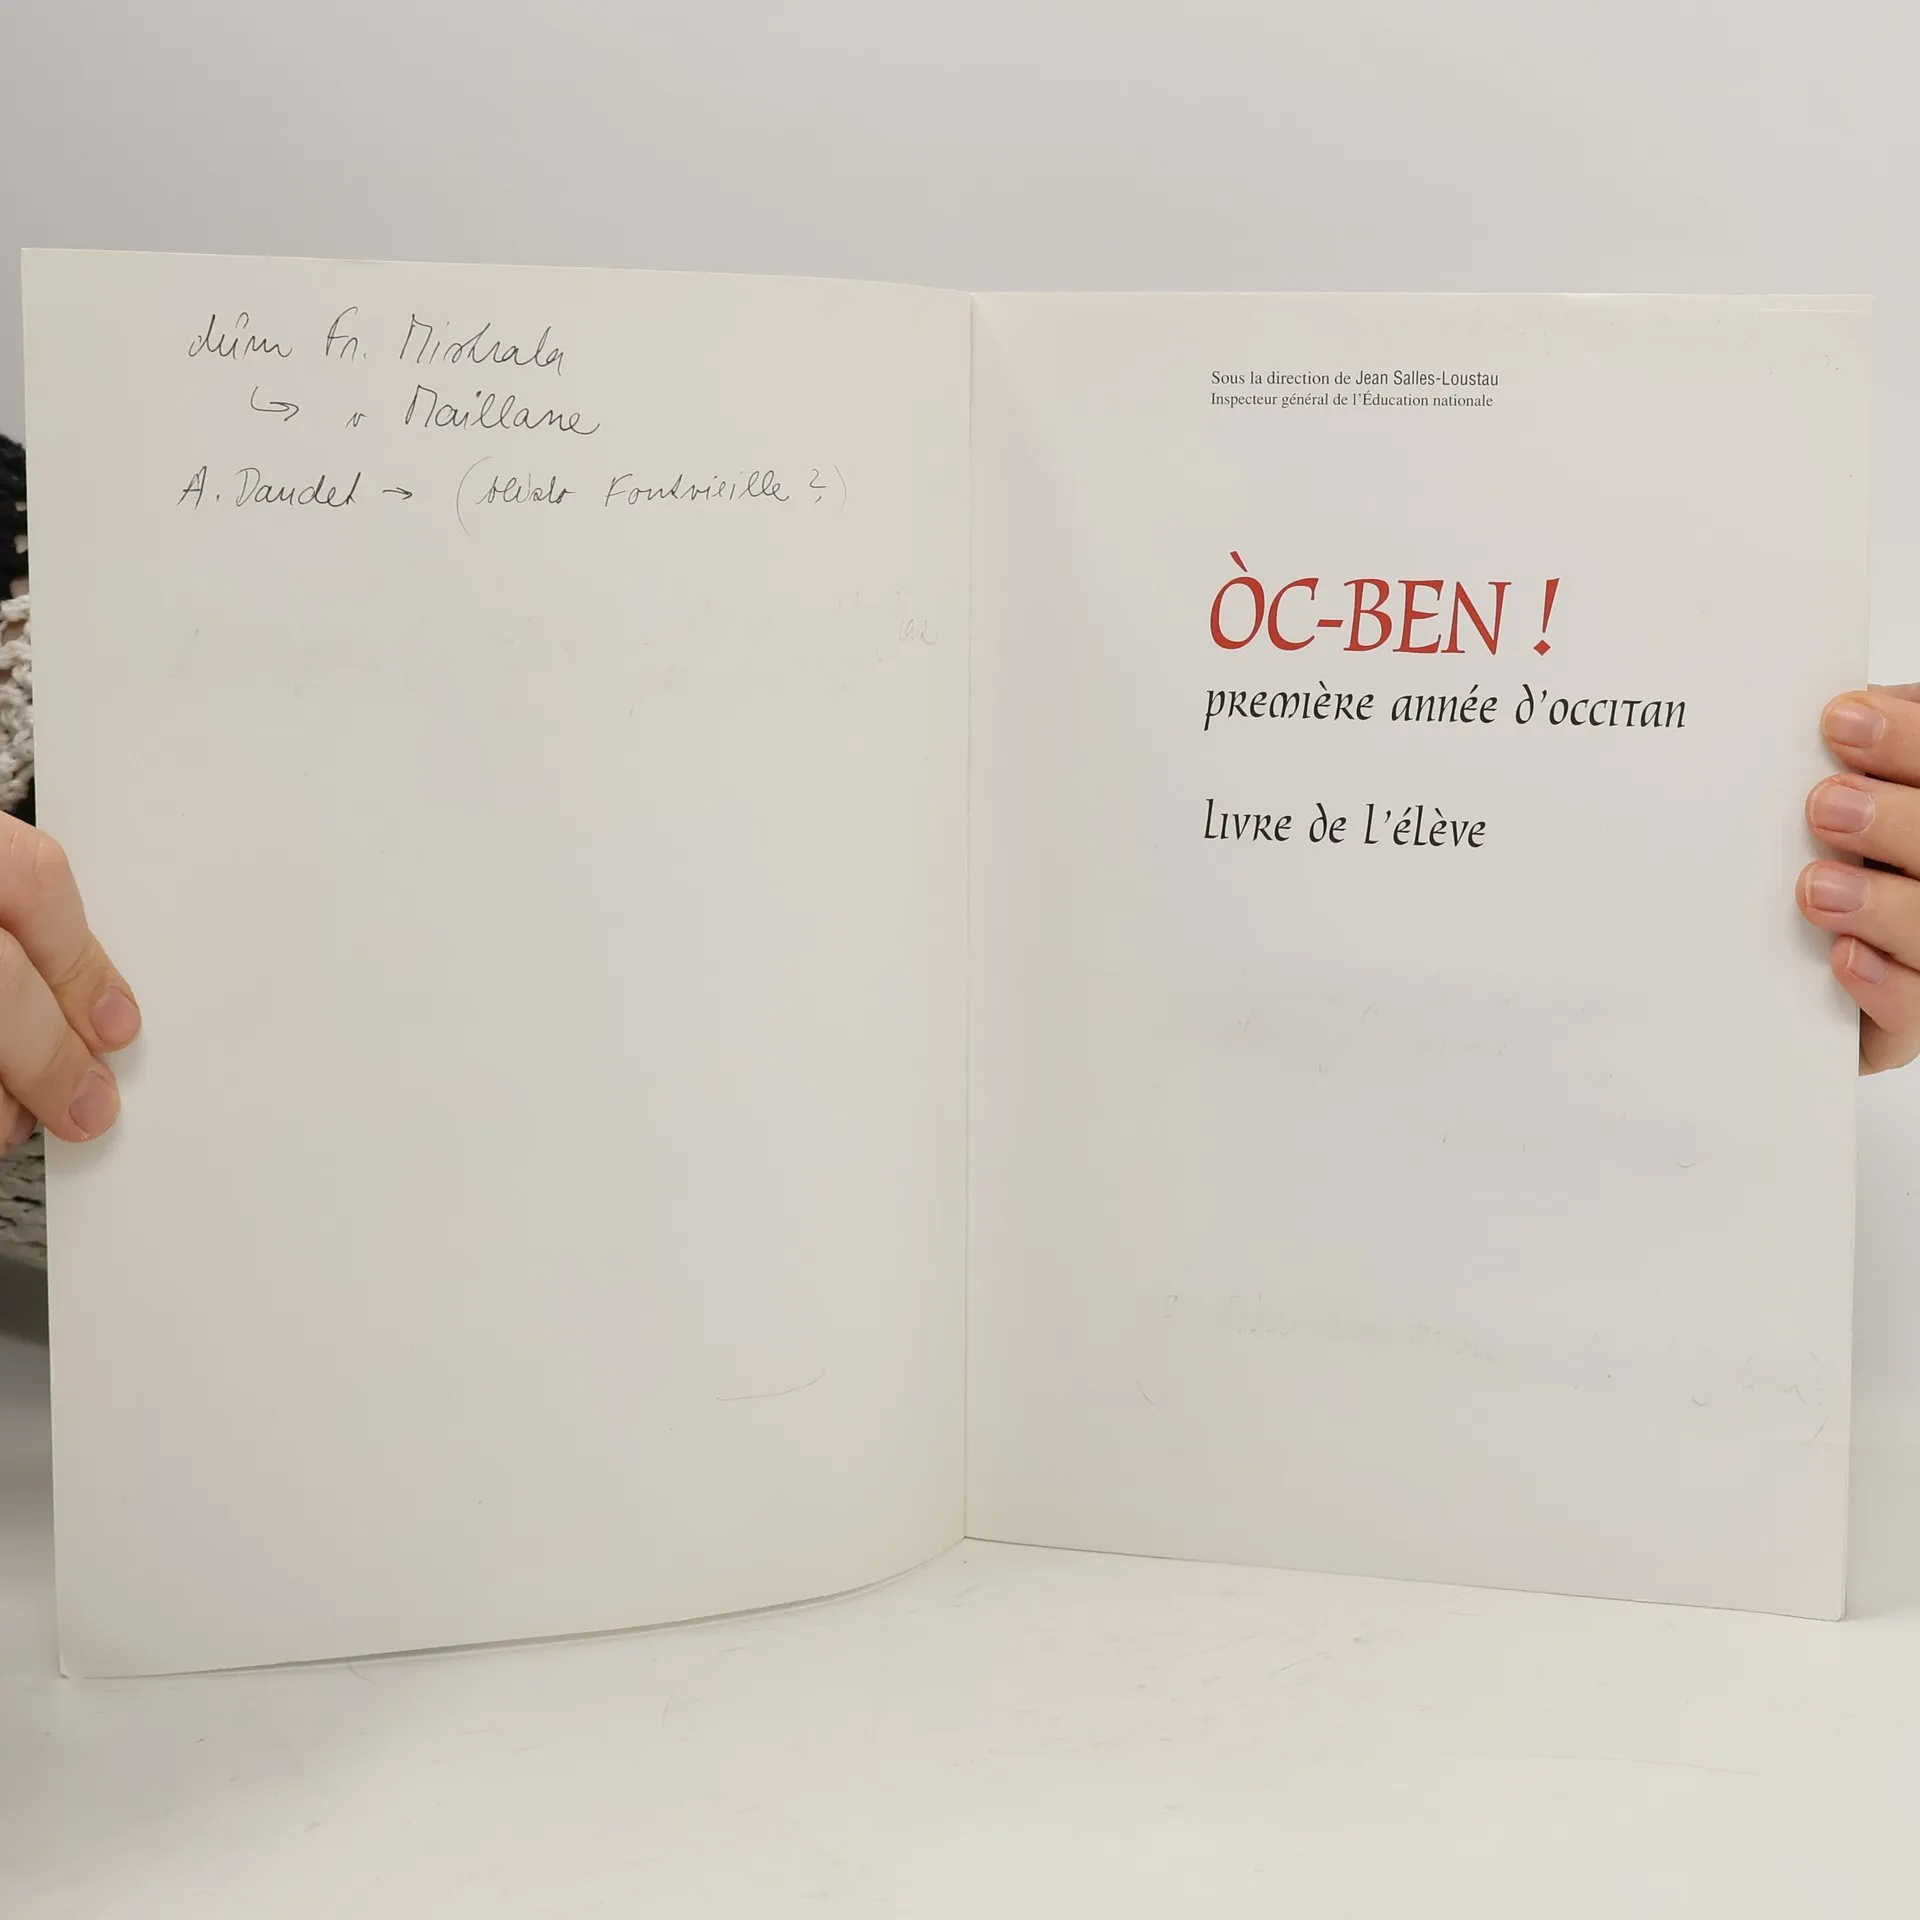 dům Fr. Mistrala
↳ v Maillane
A. Daudet → ( Fontvieille ?)
Sous la direction de Jean Salles-Loustau
Inspecteur général de l'Éducation nationale
ÒC-BEN !
première année d'occitan
livre de l'élève